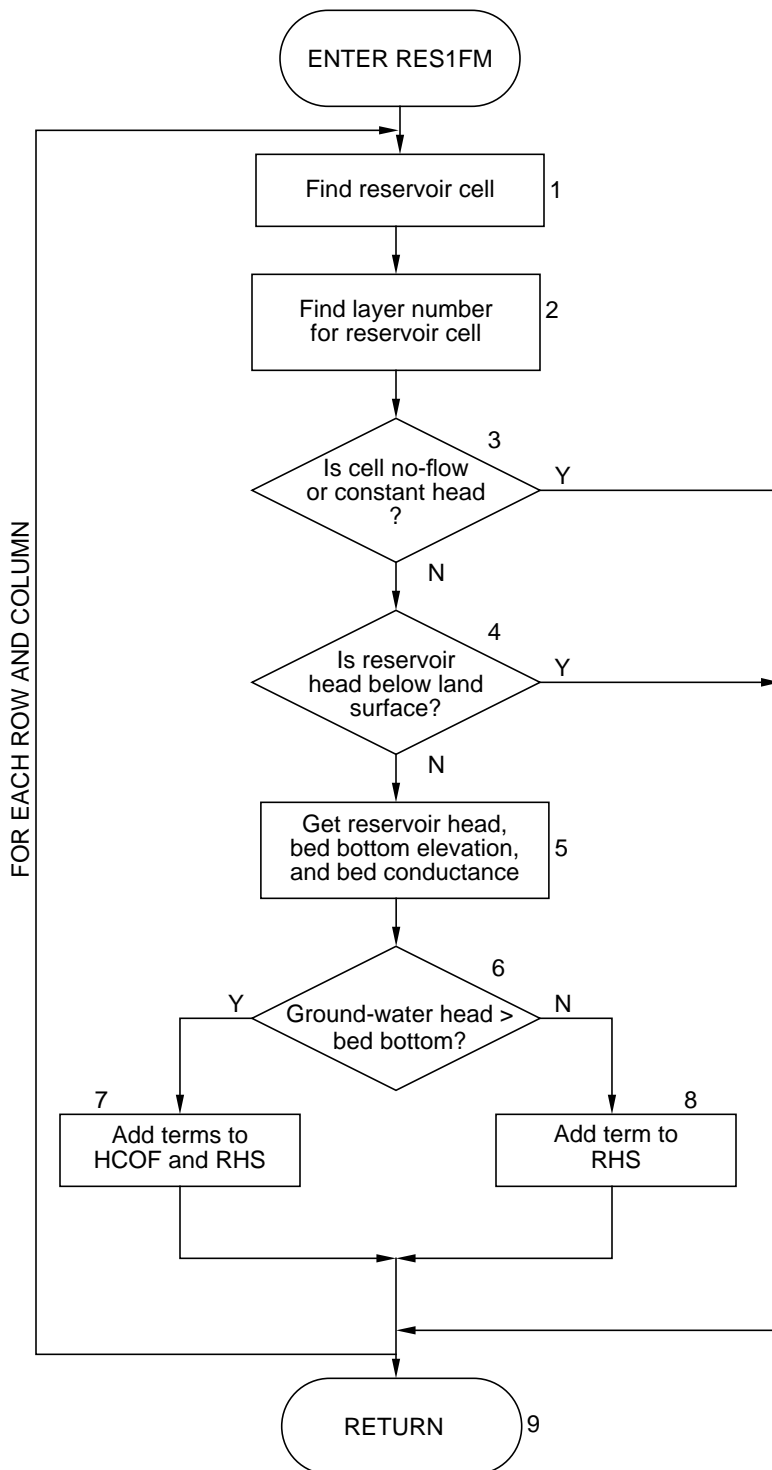 ENTER RES1FM
Find reservoir cell
1
Find layer number
for reservoir cell
2
3
Is cell no-flow
or constant head
?
Y
N
4
Is reservoir
head below land
surface?
Y
N
FOR EACH ROW AND COLUMN
Get reservoir head,
bed bottom elevation,
and bed conductance
5
6
Y
Ground-water head >
bed bottom?
N
7
Add terms to
HCOF and RHS
8
Add term to
RHS
RETURN
9